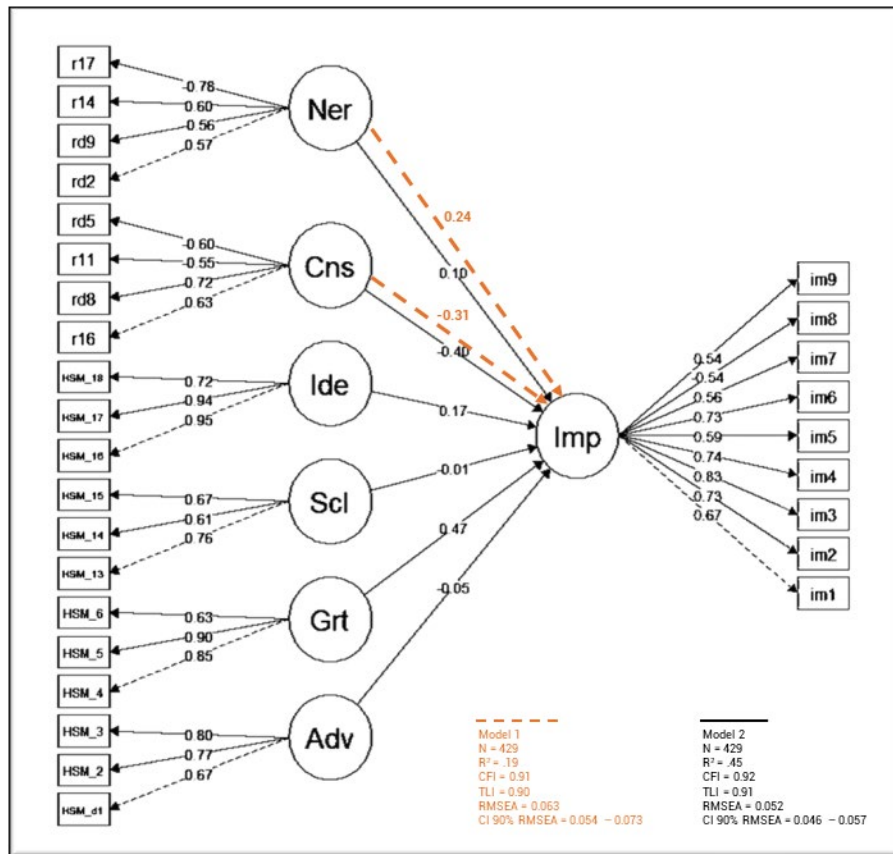 r17
r14
rd9
rd2
rd5
r11
rd8
r16
HSM_18
HSM_17
HSM_16
HSM_15
HSM_14
HSM_13
HSM_6
HSM_5
HSM_4
HSM_3
HSM_2
HSM_d1
-0.78
0.60
0.56
0.57
-0.60
-0.55
0.72
0.63
0.72
0.94
0.95
0.67
0.61
0.76
0.63
0.90
0.85
0.80
0.77
0.67
Ner
Cns
Ide
Scl
Grt
Adv
0.24
0.10
-0.31
-0.40
0.17
-0.01
0.47
-0.05
Imp
0.54
-0.54
0.56
0.73
0.59
0.74
0.83
0.73
0.67
im9
im8
im7
im6
im5
im4
im3
im2
im1
Model 1
N = 429
R² = .19
CFI = 0.91
TLI = 0.90
RMSEA = 0.063
CI 90% RMSEA = 0.054 – 0.073
Model 2
N = 429
R² = .45
CFI = 0.92
TLI = 0.91
RMSEA = 0.052
CI 90% RMSEA = 0.046 – 0.057